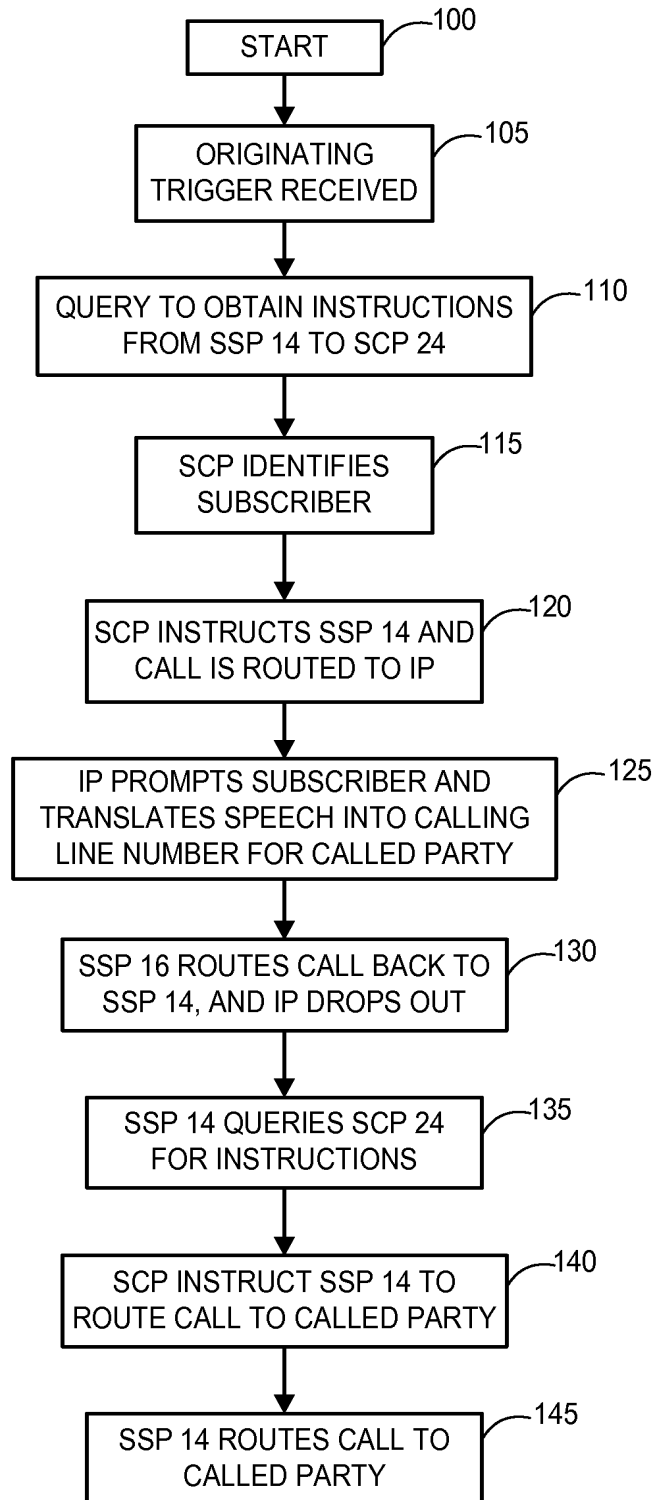 START
100
ORIGINATING
TRIGGER RECEIVED
105
QUERY TO OBTAIN INSTRUCTIONS
FROM SSP 14 TO SCP 24
110
SCP IDENTIFIES
SUBSCRIBER
115
SCP INSTRUCTS SSP 14 AND
CALL IS ROUTED TO IP
120
IP PROMPTS SUBSCRIBER AND
TRANSLATES SPEECH INTO CALLING
LINE NUMBER FOR CALLED PARTY
125
SSP 16 ROUTES CALL BACK TO
SSP 14, AND IP DROPS OUT
130
SSP 14 QUERIES SCP 24
FOR INSTRUCTIONS
135
SCP INSTRUCT SSP 14 TO
ROUTE CALL TO CALLED PARTY
140
SSP 14 ROUTES CALL TO
CALLED PARTY
145